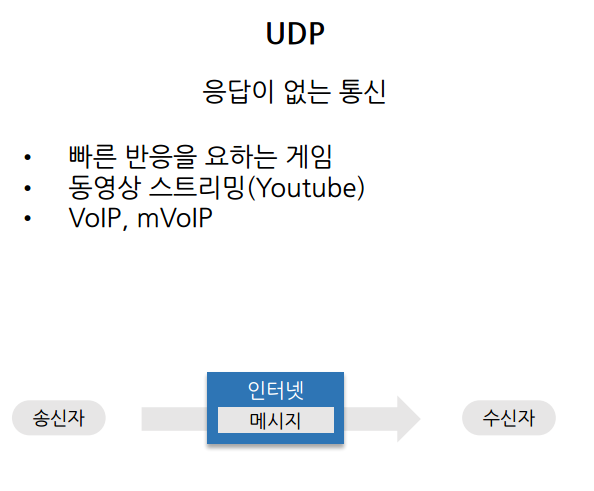 UDP
응답이 없는 통신
• 빠른 반응을 요하는 게임
• 동영상 스트리밍(Youtube)
• VoIP, mVoIP
인터넷
송신자
메시지
수신자